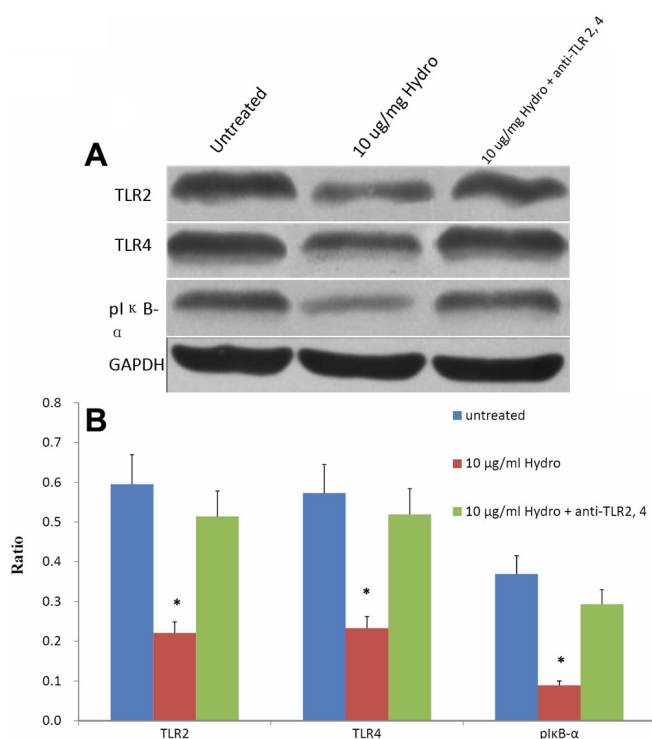 Untreated
10 ug/mg Hydro
10 ug/mg Hydro + anti-TLR 2, 4
A
TLR2
TLR4
pI κ B-
α
GAPDH
B
untreated
10 μg/ml Hydro
10 μg/ml Hydro + anti-TLR2, 4
0.8
0.7
0.6
0.5
0.4
0.3
0.2
0.1
0.0
Ratio
*
*
*
TLR2
TLR4
pIκB-α